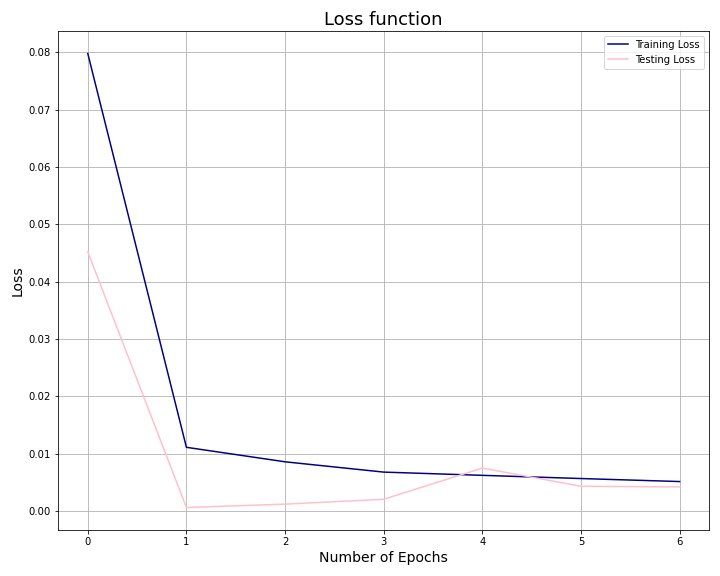 Loss function
Training Loss
Testing Loss
0.08
0.07
0.06
0.05
0.04
0.03
0.02
0.01
0.00
Loss
0 1 2 3 4 5 6
Number of Epochs